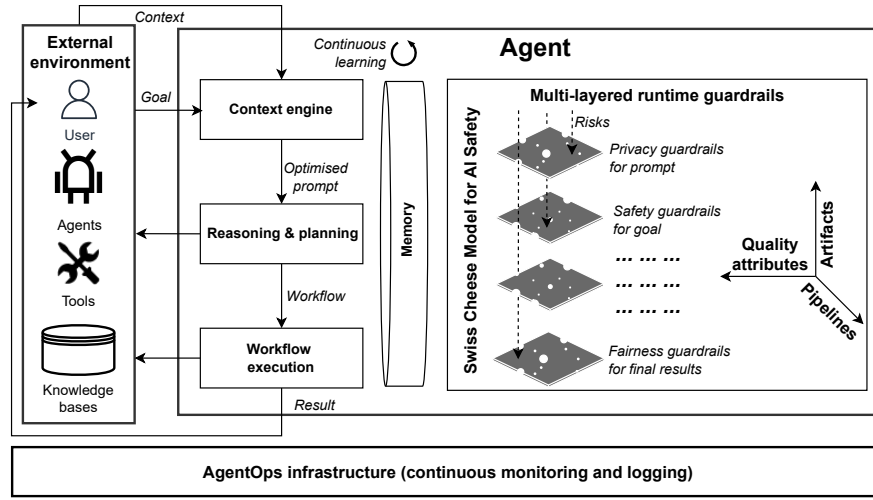 Context
External
environment
User
Agents
Tools
Knowledge
bases
Goal
Agent
Continuous
learning
Context engine
Optimised
prompt
Reasoning & planning
Workflow
Workflow
execution
Result
Memory
Multi-layered runtime guardrails
Swiss Cheese Model for AI Safety
Risks
Privacy guardrails
for prompt
Safety guardrails
for goal
... ... ...
... ... ...
Fairness guardrails
for final results
Quality
attributes
Artifacts
Pipelines
AgentOps infrastructure (continuous monitoring and logging)